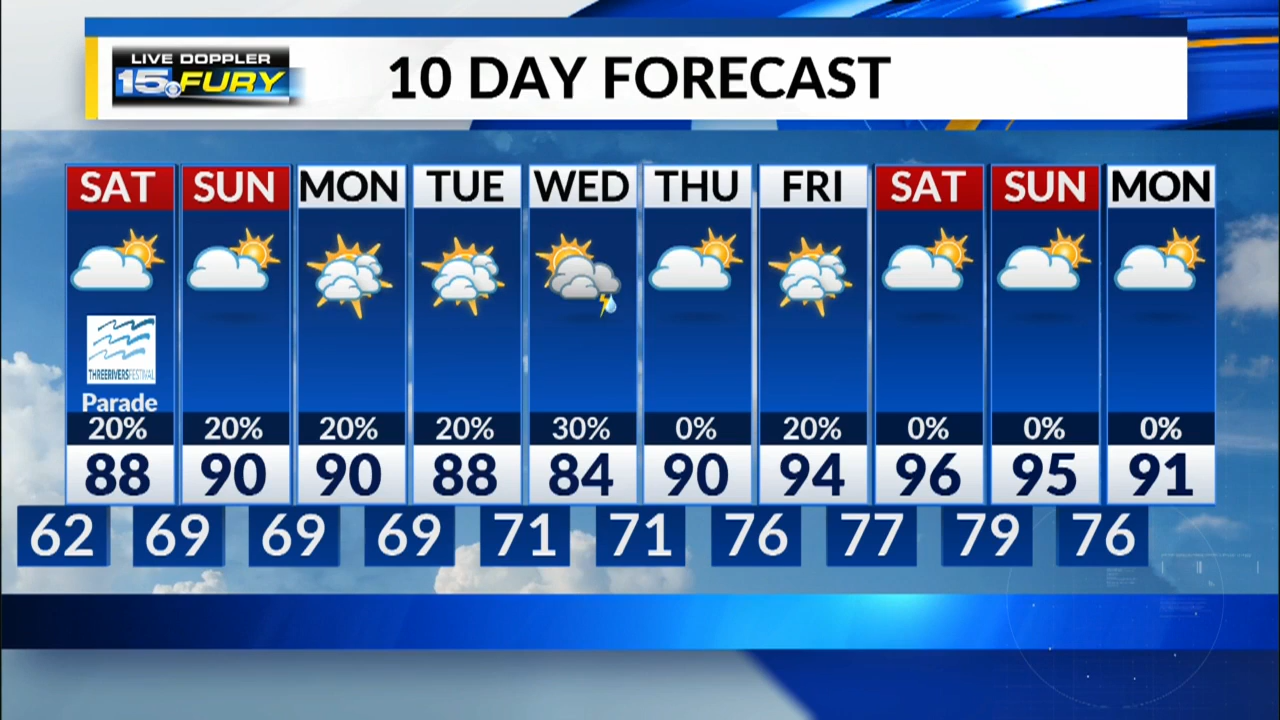 LIVE DOPPLER
15 FURY
10 DAY FORECAST
SAT SUN MON TUE WED THU FRI SAT SUN MON
THREERIVERSFESTIVAL
Parade
20% 20% 20% 20% 30% 0% 20% 0% 0% 0%
88 90 90 88 84 90 94 96 95 91
62 69 69 69 71 71 76 77 79 76